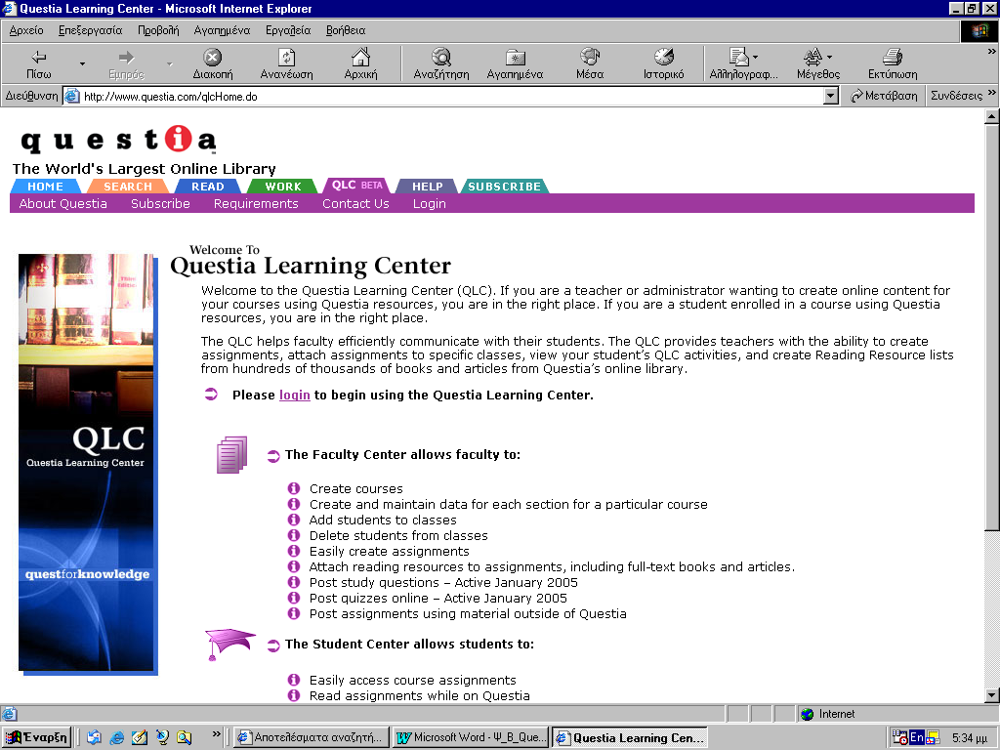 Questia Learning Center - Microsoft Internet Explorer
Αρχείο Επεξεργασία Προβολή Αγαπημένα Εργαλεία Βοήθεια
Πίσω Εμπρός Διακοπή Ανανέωση Αρχική Αναζήτηση Αγαπημένα Μέσα Ιστορικό Αλληλογραφ... Μέγεθος Εκτύπωση
Διεύθυνση http://www.questia.com/qlcHome.do Μετάβαση Συνδέσεις
questia
The World's Largest Online Library
HOME SEARCH READ WORK QLC BETA HELP SUBSCRIBE
About Questia Subscribe Requirements Contact Us Login
Welcome To
Questia Learning Center
Welcome to the Questia Learning Center (QLC). If you are a teacher or administrator wanting to create online content for
your courses using Questia resources, you are in the right place. If you are a student enrolled in a course using Questia
resources, you are in the right place.
The QLC helps faculty efficiently communicate with their students. The QLC provides teachers with the ability to create
assignments, attach assignments to specific classes, view your student's QLC activities, and create Reading Resource lists
from hundreds of thousands of books and articles from Questia's online library.
Please login to begin using the Questia Learning Center.
QLC
Questia Learning Center
questforknowledge
The Faculty Center allows faculty to:
Create courses
Create and maintain data for each section for a particular course
Add students to classes
Delete students from classes
Easily create assignments
Attach reading resources to assignments, including full-text books and articles.
Post study questions – Active January 2005
Post quizzes online – Active January 2005
Post assignments using material outside of Questia
The Student Center allows students to:
Easily access course assignments
Read assignments while on Questia
Internet
Έναρξη Αποτελέσματα αναζητή... Microsoft Word - Ψ_Β_Que... Questia Learning Cen... En 5:34 μμ